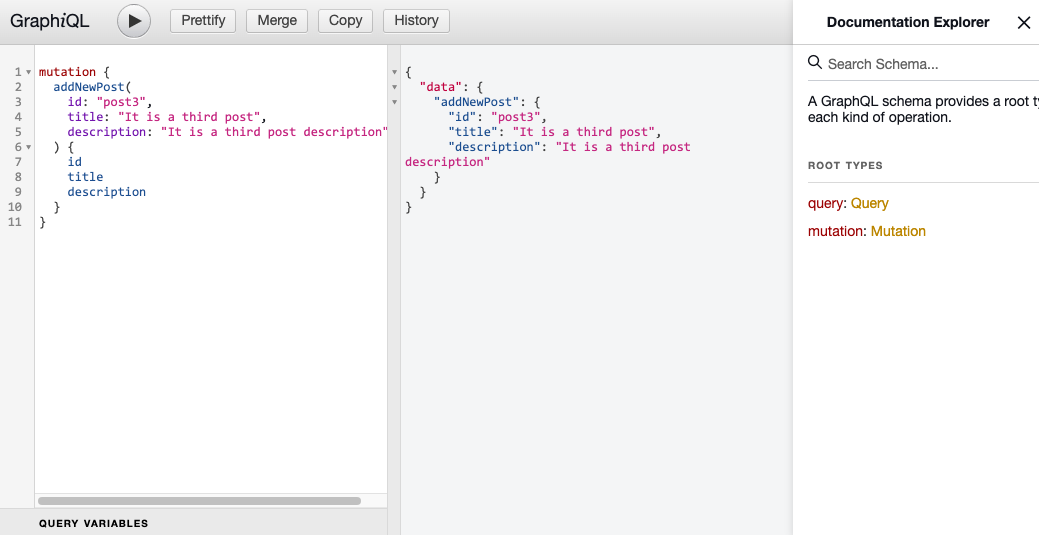 GraphiQL Prettify Merge Copy History
1 mutation {
2 addNewPost(
3 id: "post3",
4 title: "It is a third post",
5 description: "It is a third post description"
6 ) {
7 id
8 title
9 description
10 }
11 }
QUERY VARIABLES
{
"data": {
"addNewPost": {
"id": "post3",
"title": "It is a third post",
"description": "It is a third post
description"
}
}
}
Documentation Explorer
Search Schema...
A GraphQL schema provides a root
each kind of operation.
ROOT TYPES
query: Query
mutation: Mutation